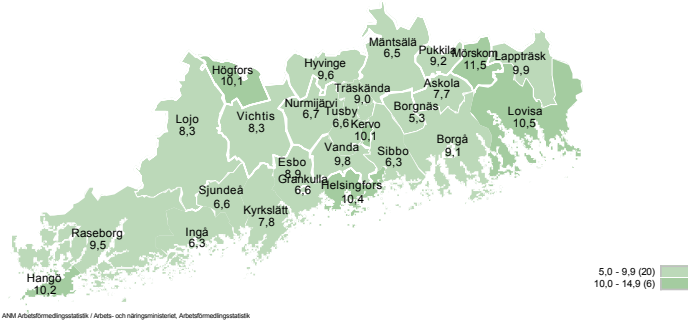 Mäntsälä
6,5
Pukkila
9,2
Mörskom
11,5
Lappträsk
9,9
Hyvinge
9,6
Högfors
10,1
Träskända
9,0
Askola
7,7
Nurmijärvi
6,7
Tusby
6,6
Borgnäs
5,3
Lovisa
10,5
Lojo
8,3
Vichtis
8,3
Kervo
10,1
Borgå
9,1
Vanda
9,8
Sibbo
6,3
Esbo
8,9
Grankulla
6,6
Helsingfors
10,4
Sjundeå
6,6
Kyrkslätt
7,8
Raseborg
9,5
Ingå
6,3
Hangö
10,2
5,0 - 9,9 (20)
10,0 - 14,9 (6)
ANM Arbetsförmedlingsstatistik / Arbets- och näringsministeriet, Arbetsförmedlingsstatistik